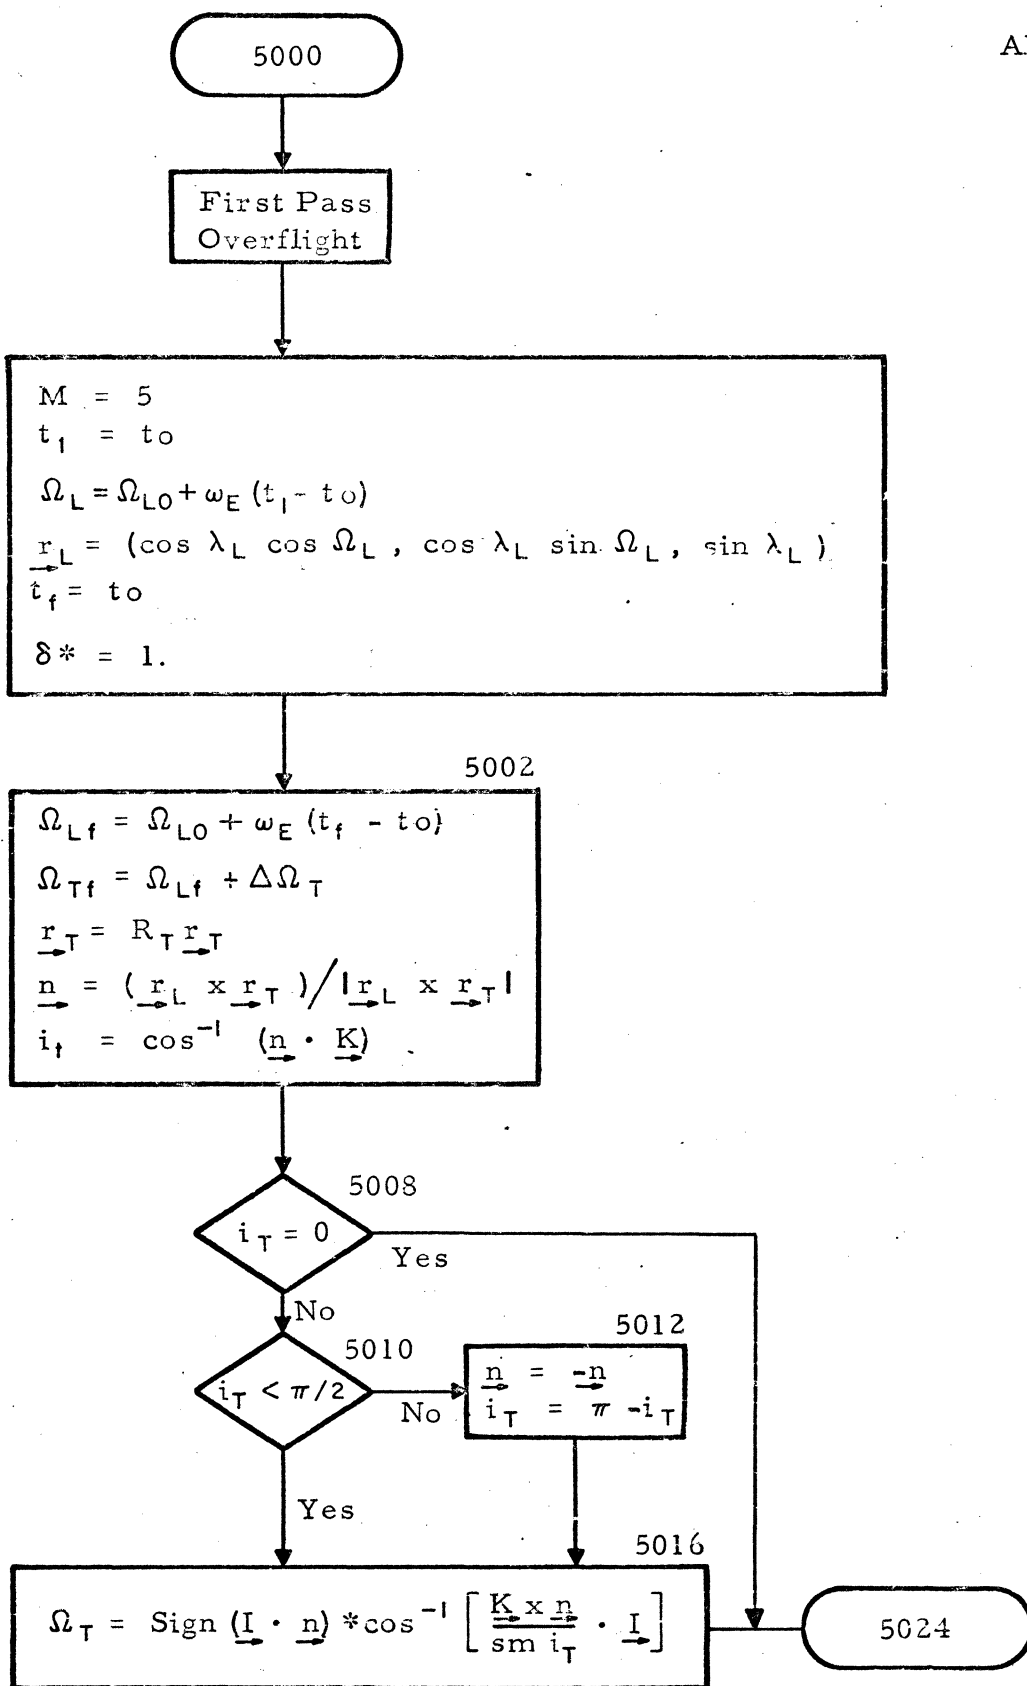 A
5000
First Pass
Overflight
M = 5
t₁ = to
Ω_L = Ω_LO + ω_E (t₁ - to)
r_L = (cos λ_L cos Ω_L , cos λ_L sin Ω_L , sin λ_L )
t_f = to
δ* = 1.
5002
Ω_Lf = Ω_LO + ω_E (t_f - to)
Ω_Tf = Ω_Lf + ΔΩ_T
r_T = R_T r_T
n = (r_L x r_T )/|r_L x r_T|
i_t = cos⁻¹ (n · K)
5008
i_T = 0
Yes
No
5010
i_T < π/2
No
5012
n = -n
i_T = π - i_T
Yes
5016
Ω_T = Sign (I · n) *cos⁻¹ [ K x n / sm i_T · I ]
5024